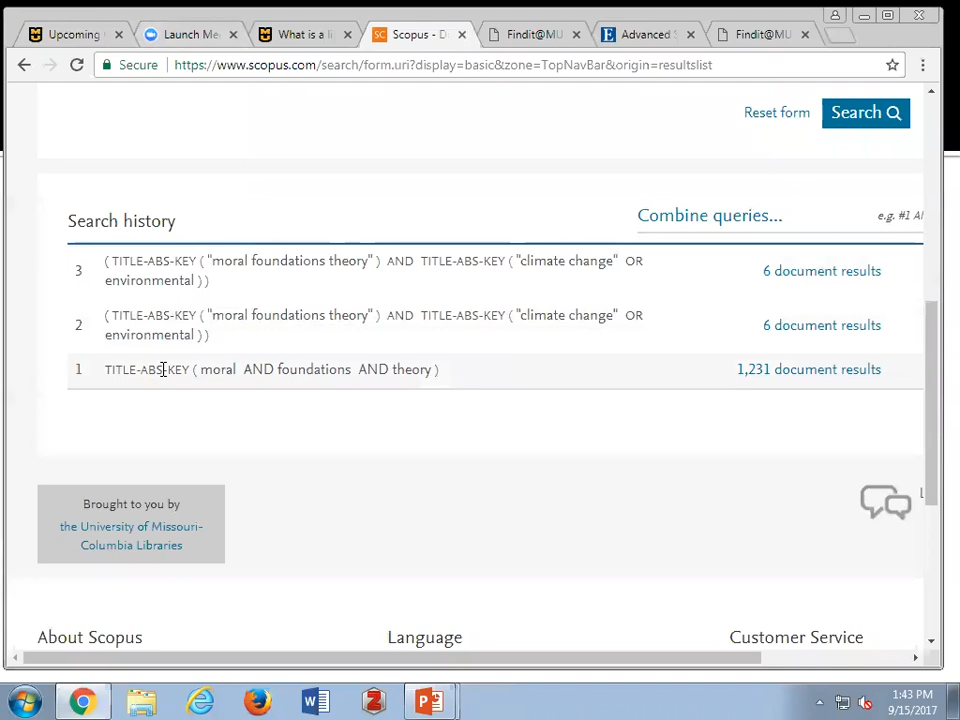 Upcoming
Launch Me
What is a li
SC Scopus - D
Findit@MU
E Advanced S
Findit@MU
Secure https://www.scopus.com/search/form.uri?display=basic&zone=TopNavBar&origin=resultslist
Reset form Search
Search history Combine queries... e.g. #1 A
3 ( TITLE-ABS-KEY ( "moral foundations theory" ) AND TITLE-ABS-KEY ( "climate change" OR environmental ) ) 6 document results
2 ( TITLE-ABS-KEY ( "moral foundations theory" ) AND TITLE-ABS-KEY ( "climate change" OR environmental ) ) 6 document results
1 TITLE-ABS-KEY ( moral AND foundations AND theory ) 1,231 document results
Brought to you by
the University of Missouri-
Columbia Libraries
About Scopus Language Customer Service
1:43 PM
9/15/2017